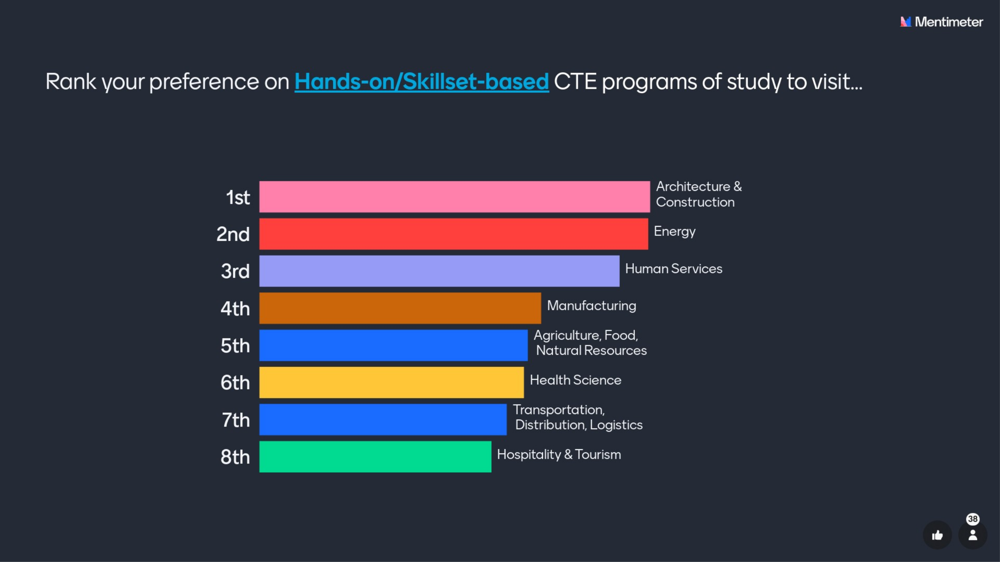 Mentimeter
Rank your preference on Hands-on/Skillset-based CTE programs of study to visit...
1st
Architecture &
Construction
2nd
Energy
3rd
Human Services
4th
Manufacturing
5th
Agriculture, Food,
Natural Resources
6th
Health Science
7th
Transportation,
Distribution, Logistics
8th
Hospitality & Tourism
38